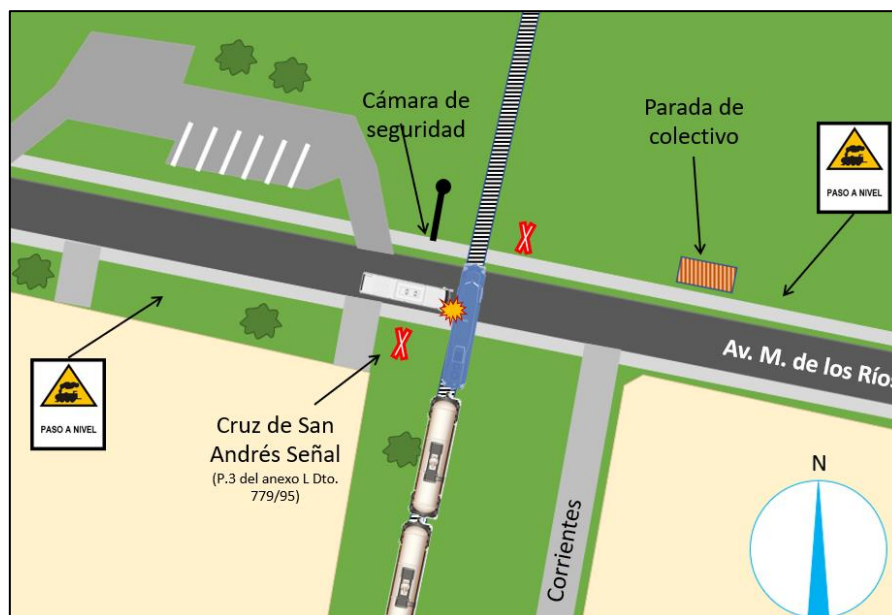 Cámara de
seguridad
Parada de
colectivo
PASO A NIVEL
Av. M. de los Ríos
PASO A NIVEL
Cruz de San
Andrés Señal
(P.3 del anexo L Dto.
779/95)
Corrientes
N